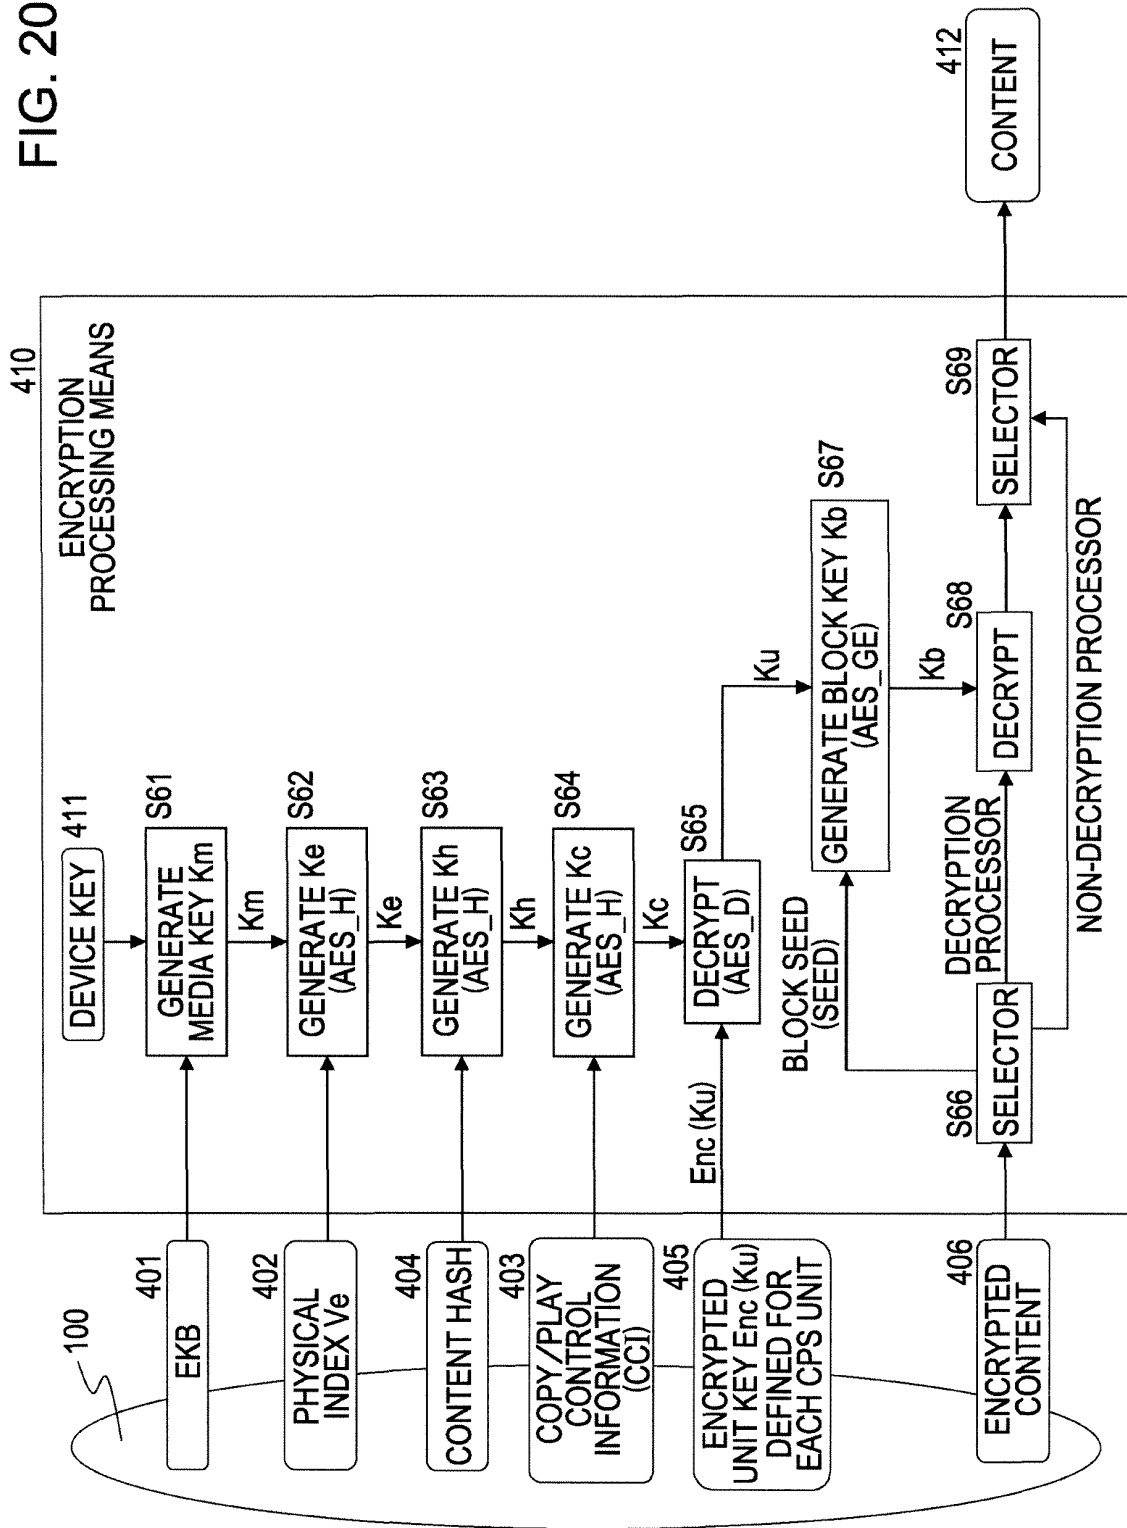 FIG. 20
100
401
EKB
402
PHYSICAL
INDEX Ve
404
CONTENT HASH
403
COPY/PLAY
CONTROL
INFORMATION
(CCI)
405
ENCRYPTED
UNIT KEY Enc (Ku)
DEFINED FOR
EACH CPS UNIT
406
ENCRYPTED
CONTENT
410
ENCRYPTION
PROCESSING MEANS
411
DEVICE KEY
S61
GENERATE
MEDIA KEY Km
Km
S62
GENERATE Ke
(AES_H)
Ke
S63
GENERATE Kh
(AES_H)
Kh
S64
GENERATE Kc
(AES_H)
Kc
Enc (Ku)
S65
DECRYPT
(AES_D)
Ku
BLOCK SEED
(SEED)
S67
GENERATE BLOCK KEY Kb
(AES_GE)
Kb
S66
SELECTOR
DECRYPTION
PROCESSOR
S68
DECRYPT
S69
SELECTOR
NON-DECRYPTION PROCESSOR
412
CONTENT